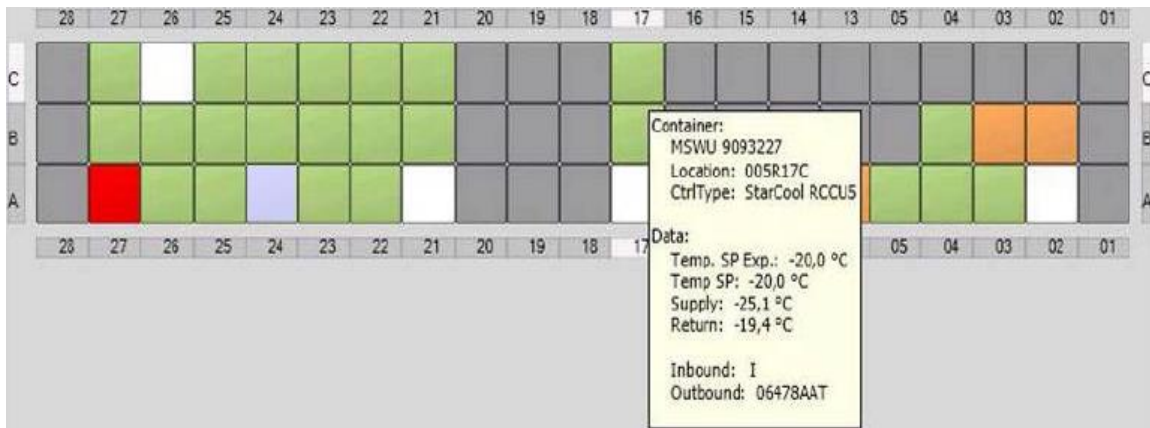 28 27 26 25 24 23 22 21 20 19 18 17 16 15 14 13 05 04 03 02 01
C C
B B
A A
28 27 26 25 24 23 22 21 20 19 18 17 05 04 03 02 01
Container:
MSWU 9093227
Location: 005R17C
CtrlType: StarCool RCCU5
Data:
Temp. SP Exp.: -20,0 °C
Temp SP: -20,0 °C
Supply: -25,1 °C
Return: -19,4 °C
Inbound: I
Outbound: 06478AAT